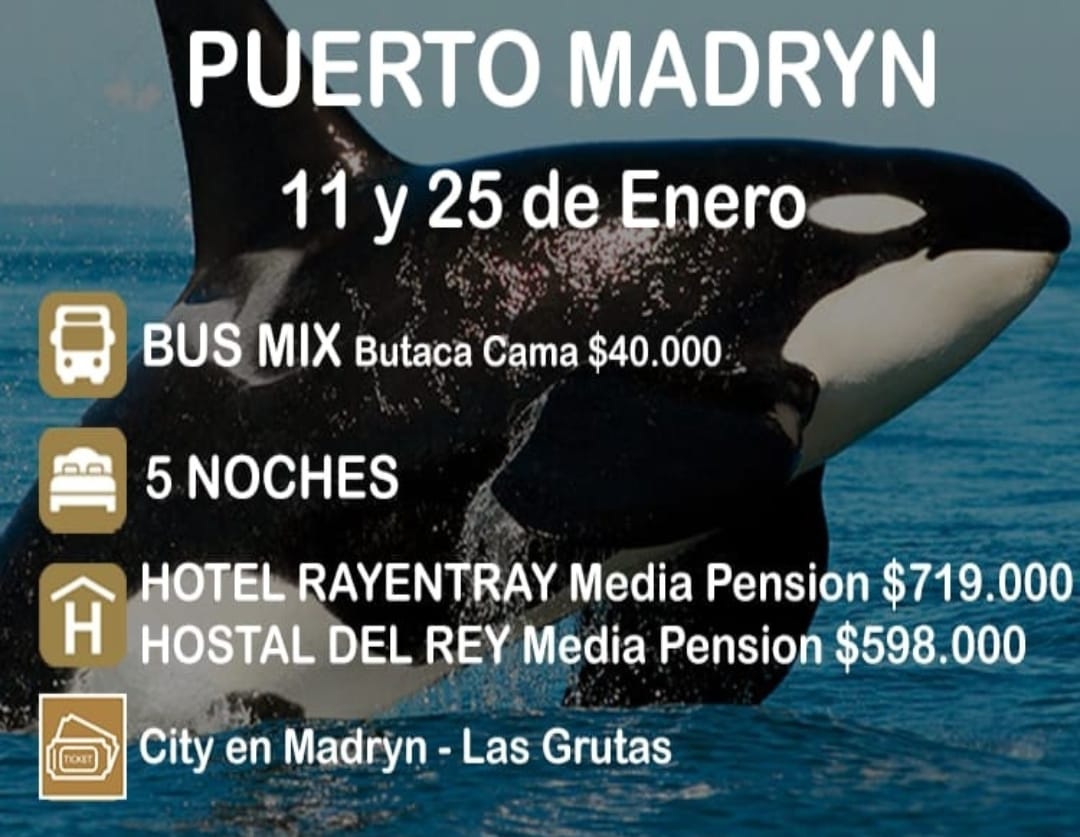 PUERTO MADRYN
11 y 25 de Enero
BUS MIX Butaca Cama $40.000
5 NOCHES
HOTEL RAYENTRAY Media Pension $719.000
H
HOSTAL DEL REY Media Pension $598.000
TICKET
City en Madryn - Las Grutas